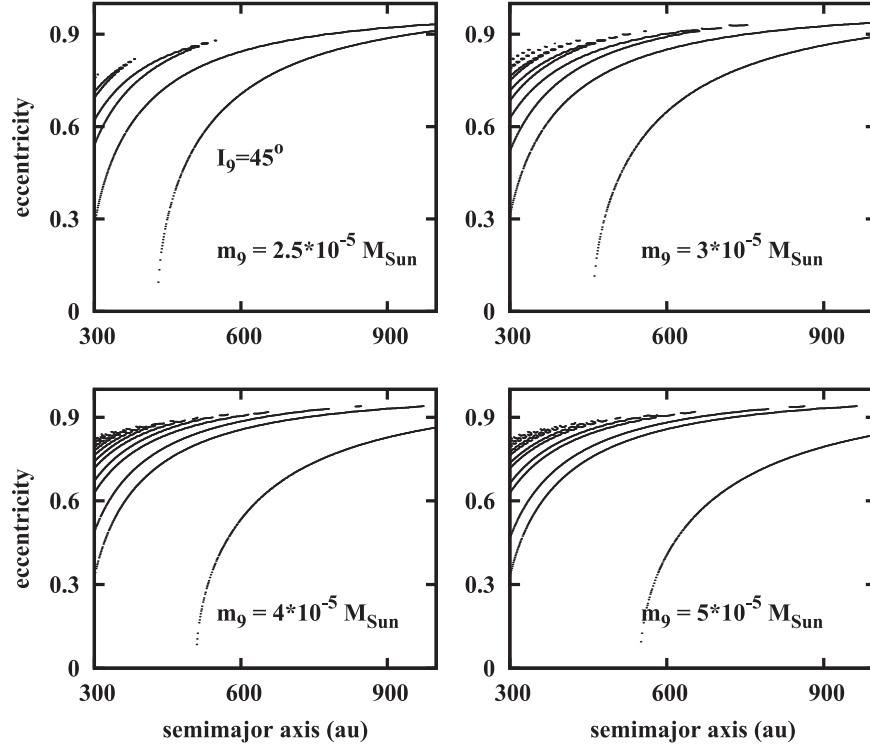 0.9
0.6
0.3
0
eccentricity
I9=45°
m9 = 2.5*10-5 MSun
300
600
900
0.9
0.6
0.3
0
eccentricity
m9 = 3*10-5 MSun
300
600
900
0.9
0.6
0.3
0
eccentricity
m9 = 4*10-5 MSun
300
600
900
semimajor axis (au)
0.9
0.6
0.3
0
eccentricity
m9 = 5*10-5 MSun
300
600
900
semimajor axis (au)